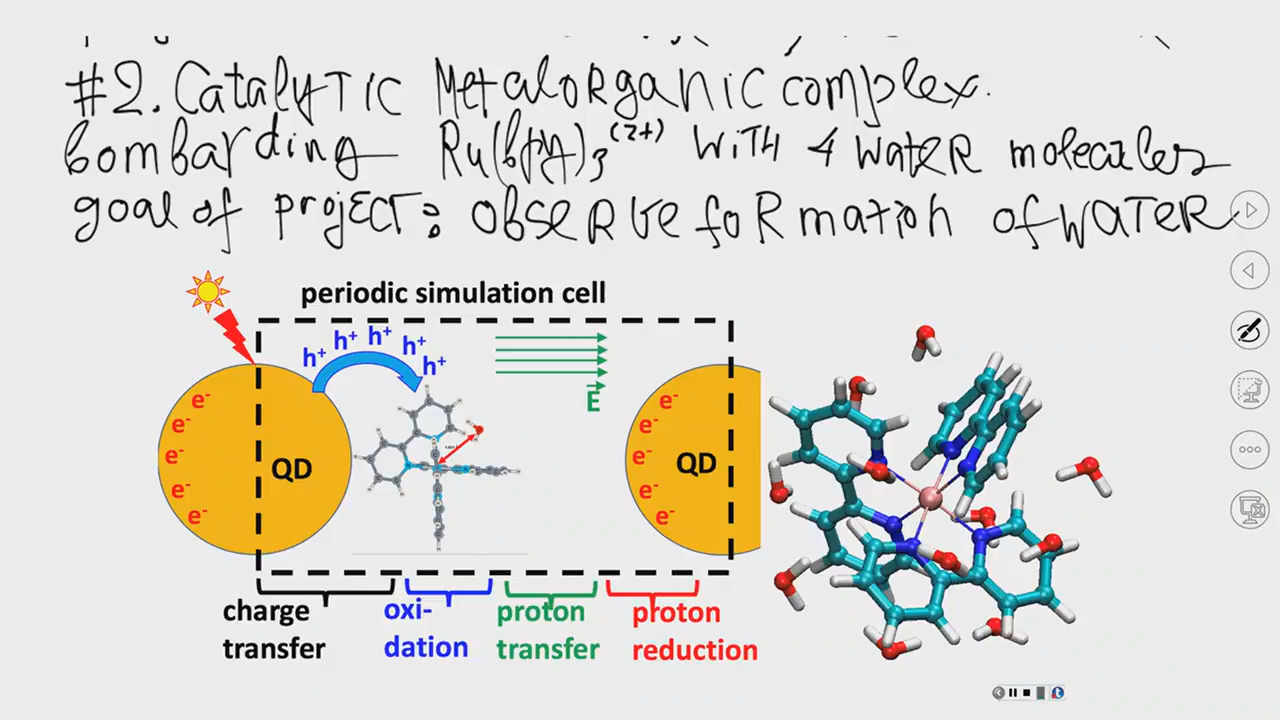 #2. Catalytic Metalorganic complex.
bombarding Ru(bpy)3(2+) with 4 water molecules
goal of project: observe formation of water
periodic simulation cell
h+ h+ h+ h+ h+
E
e- e-
e- e-
e- QD e- QD
e- e-
e- e-
charge oxi- proton proton
transfer dation transfer reduction